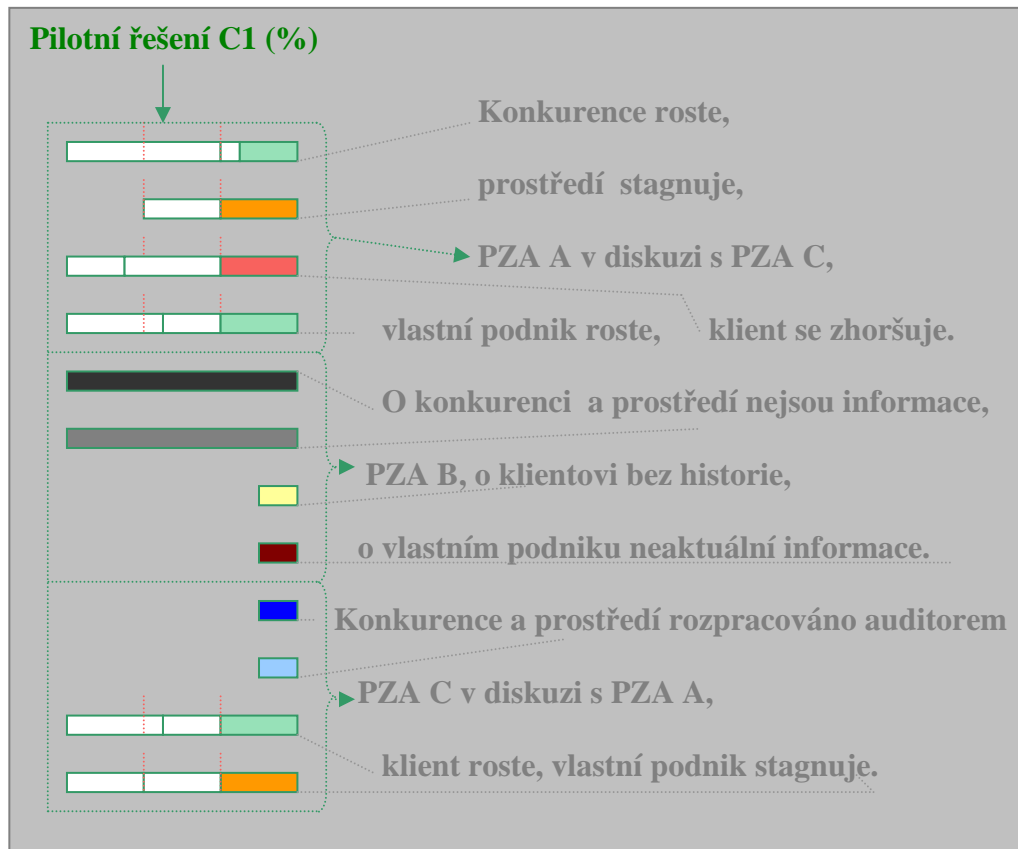 Pilotní řešení C1 (%)
Konkurence roste,
prostředí stagnuje,
PZA A v diskuzi s PZA C,
vlastní podnik roste, klient se zhoršuje.
O konkurenci a prostředí nejsou informace,
PZA B, o klientovi bez historie,
o vlastním podniku neaktuální informace.
Konkurence a prostředí rozpracováno auditorem
PZA C v diskuzi s PZA A,
klient roste, vlastní podnik stagnuje.